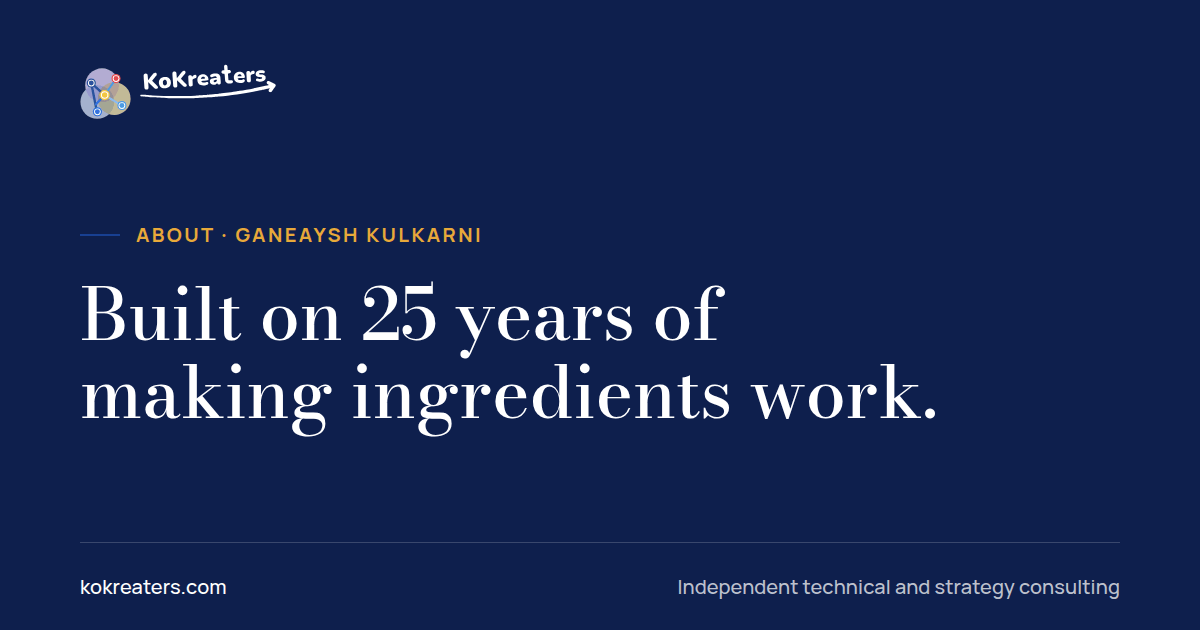 KoKreaters
ABOUT · GANEAYSH KULKARNI
Built on 25 years of
making ingredients work.
kokreaters.com
Independent technical and strategy consulting